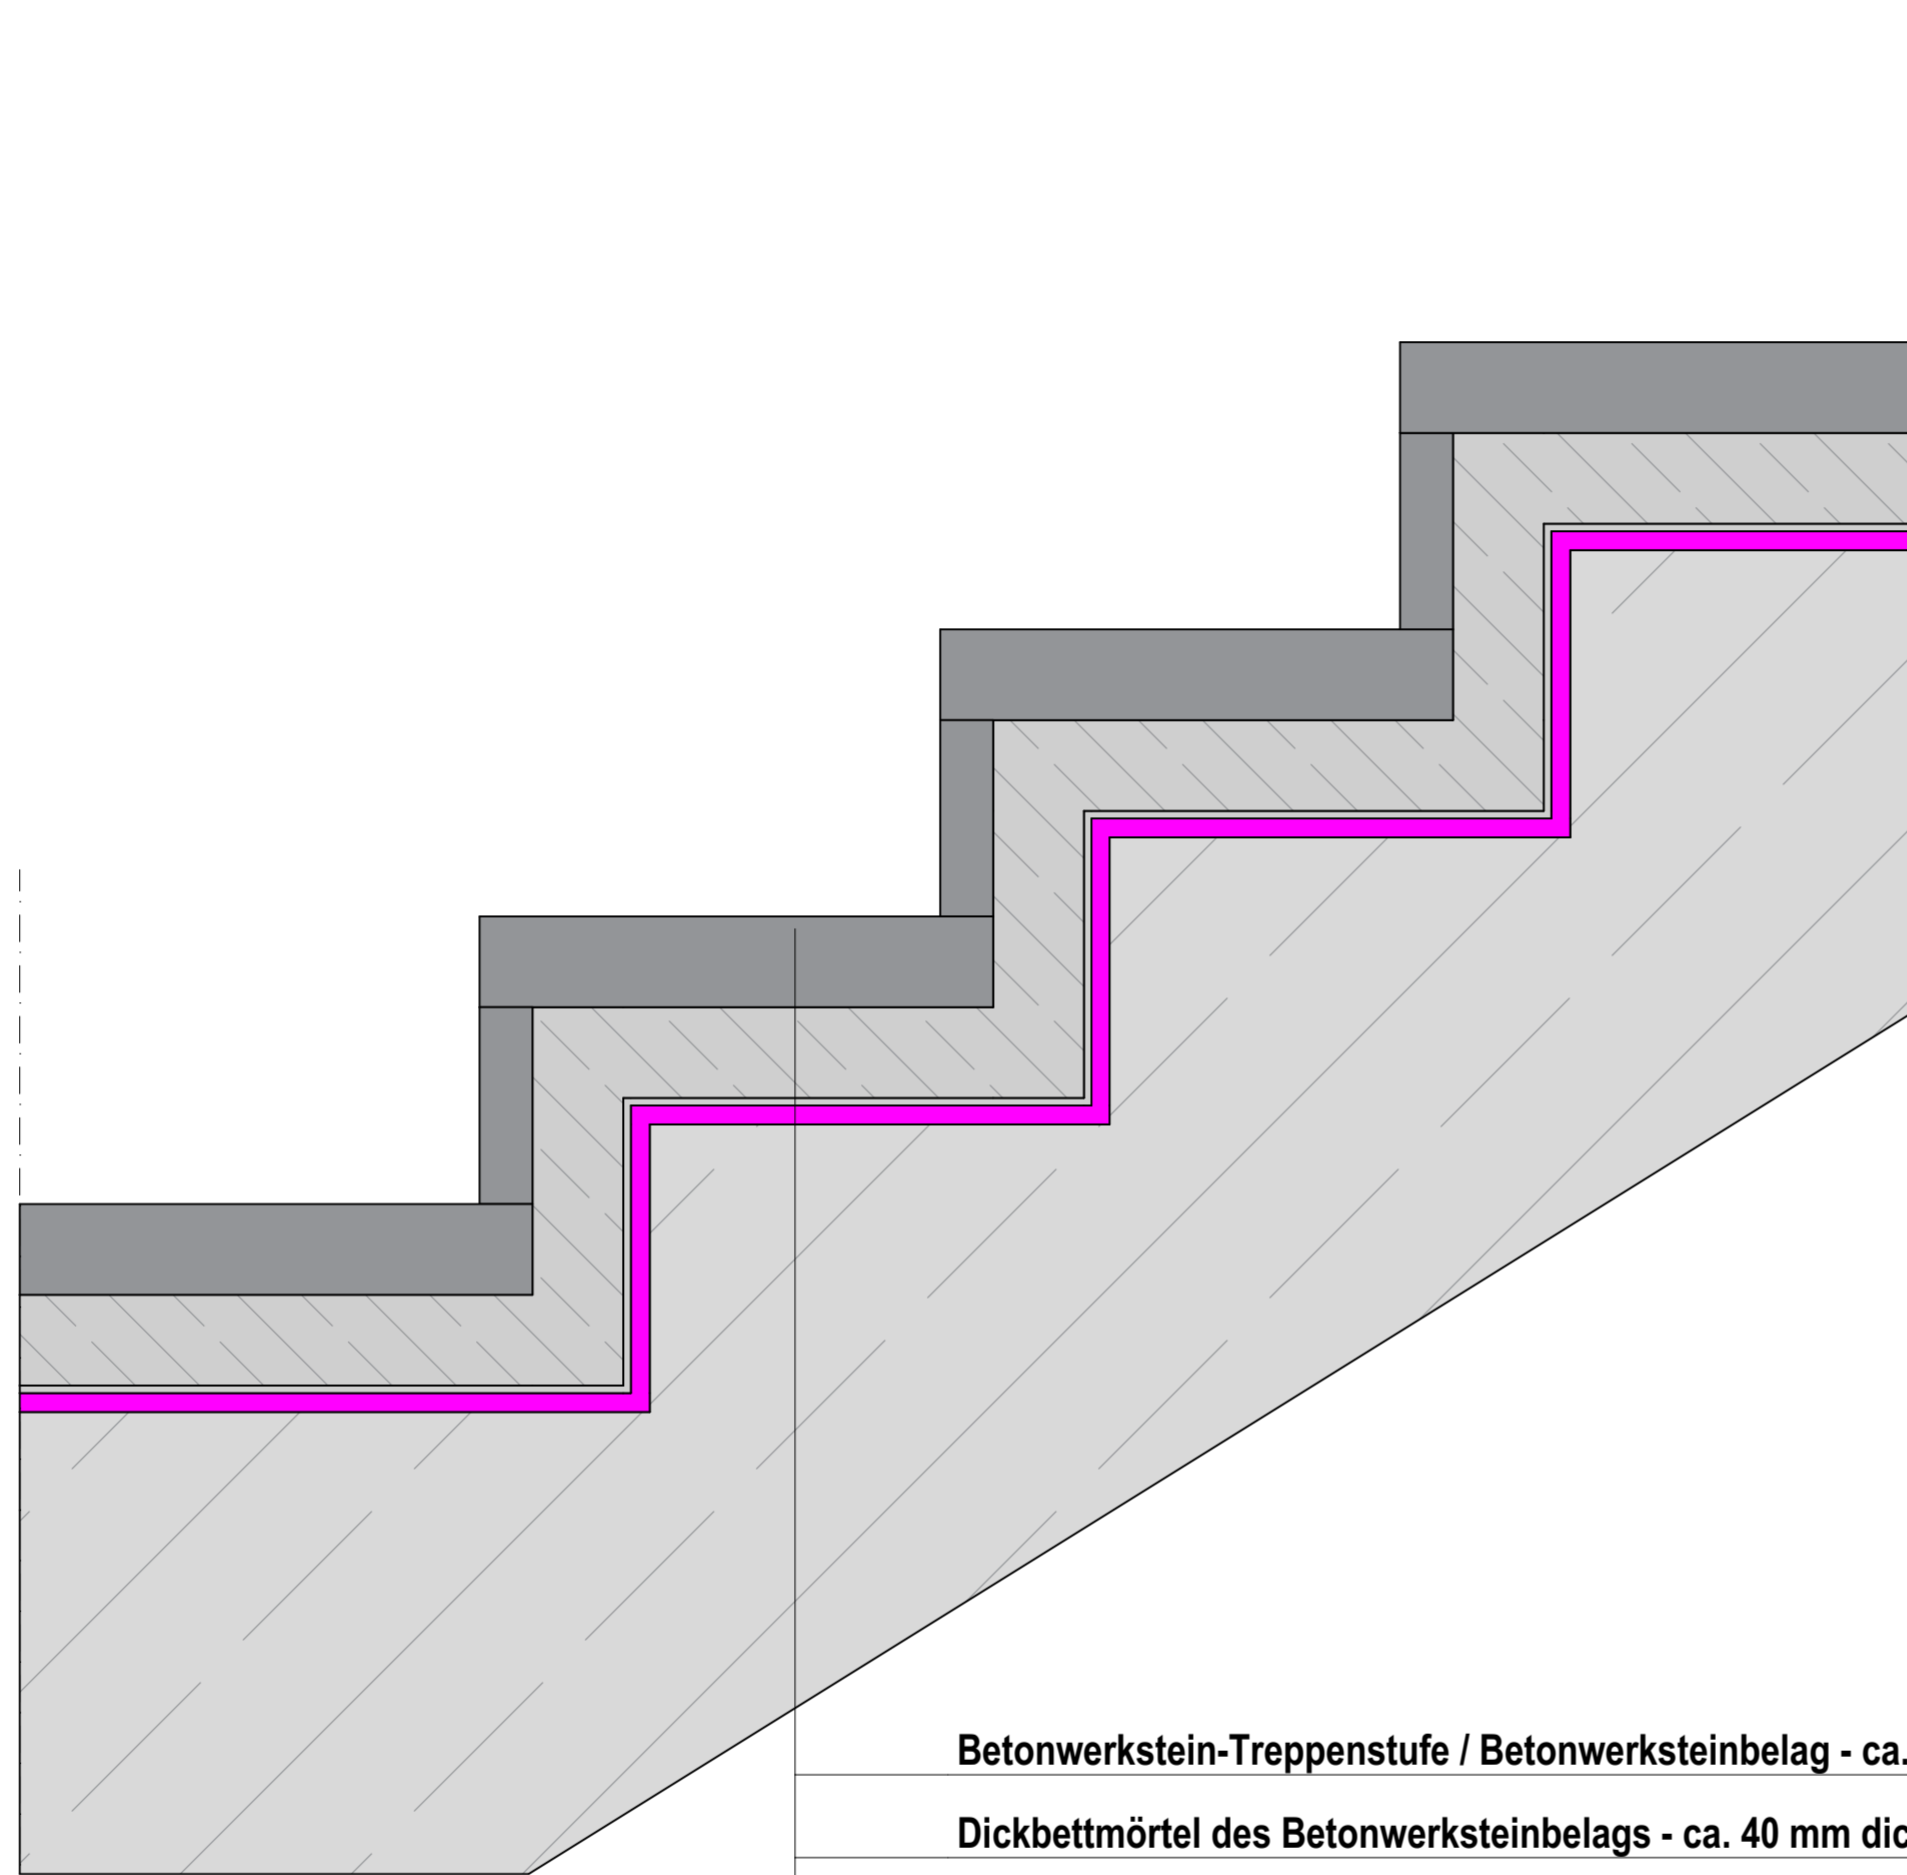 Betonwerkstein-Treppenstufe / Betonwerksteinbelag - ca.
Dickbettmörtel des Betonwerksteinbelags - ca. 40 mm dic